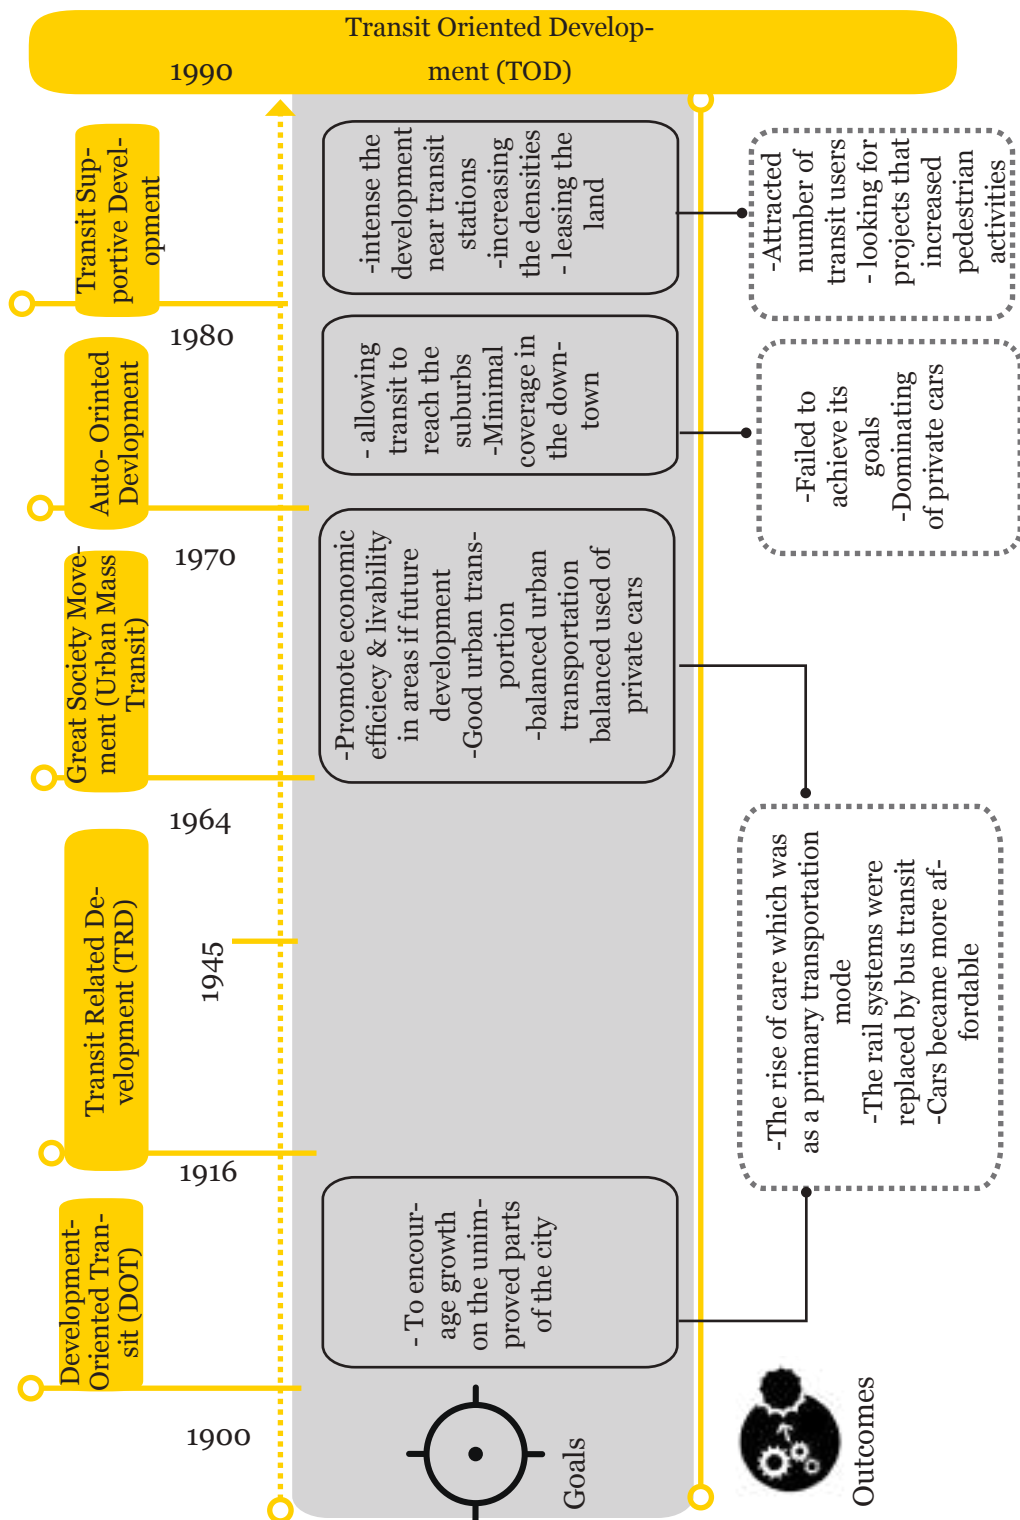 Transit Oriented Develop-
ment (TOD)
Development-
Oriented Tran-
sit (DOT)
Transit Related De-
velopment (TRD)
Great Society Move-
ment (Urban Mass
Transit)
Auto- Orinted
Devlopment
Transit Sup-
portive Devel-
opment
1900
1916
1945
1964
1970
1980
1990
Goals
- To encour-
age growth
on the unim-
proved parts
of the city
-Promote economic
efficiecy & livability
in areas if future
development
-Good urban trans-
portion
-balanced urban
transportation
balanced used of
private cars
- allowing
transit to
reach the
suburbs
-Minimal
coverage in
the down-
town
-intense the
development
near transit
stations
-increasing
the densities
- leasing the
land
Outcomes
-The rise of care which was
as a primary transportation
mode
-The rail systems were
replaced by bus transit
-Cars became more af-
fordable
-Failed to
achieve its
goals
-Dominating
of private cars
-Attracted
number of
transit users
- looking for
projects that
increased
pedestrian
activities